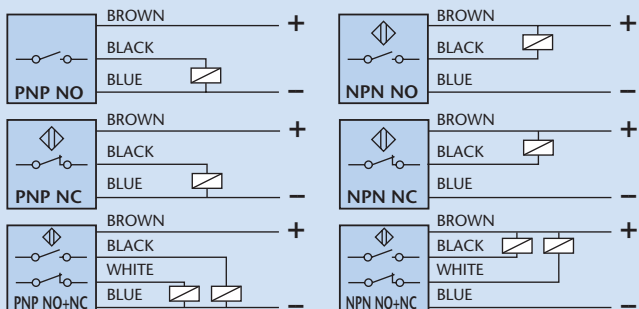 BROWN
+
BLACK
BLUE
–
PNP NO
BROWN
+
BLACK
BLUE
–
NPN NO
BROWN
+
BLACK
BLUE
–
PNP NC
BROWN
+
BLACK
BLUE
–
NPN NC
BROWN
+
BLACK
WHITE
BLUE
–
PNP NO+NC
BROWN
+
BLACK
WHITE
BLUE
–
NPN NO+NC